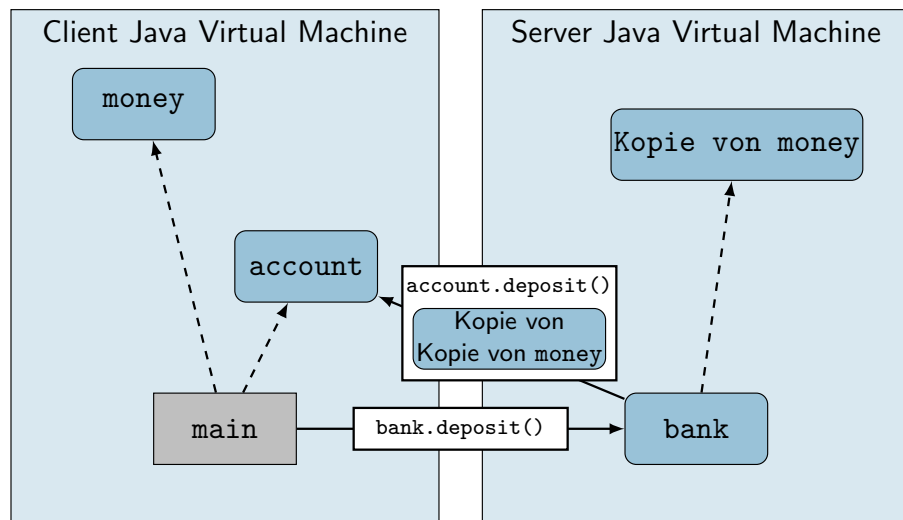 Client Java Virtual Machine
Server Java Virtual Machine
money
Kopie von money
account
account.deposit()
Kopie von
Kopie von money
main
bank.deposit()
bank